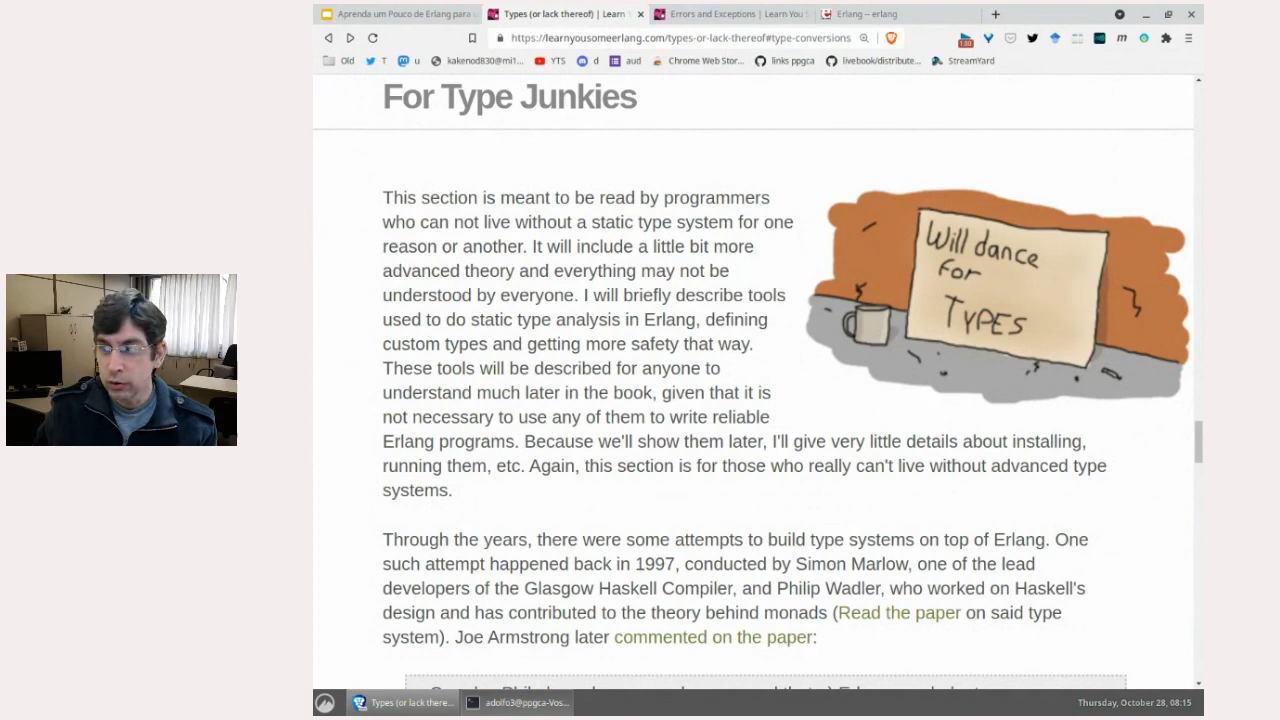 Aprenda um Pouco de Erlang para u
Types (or lack thereof) | Learn Y
Errors and Exceptions | Learn You S
Erlang -- erlang
https://learnyousomeerlang.com/types-or-lack-thereof#type-conversions
Old T u kakenod830@mi1... YTS d aud Chrome Web Stor... links ppgca livebook/distribute... StreamYard
For Type Junkies
This section is meant to be read by programmers
who can not live without a static type system for one
reason or another. It will include a little bit more
advanced theory and everything may not be
understood by everyone. I will briefly describe tools
used to do static type analysis in Erlang, defining
custom types and getting more safety that way.
These tools will be described for anyone to
understand much later in the book, given that it is
not necessary to use any of them to write reliable
Erlang programs. Because we'll show them later, I'll give very little details about installing,
running them, etc. Again, this section is for those who really can't live without advanced type
systems.
Will dance
for
TYPES
Through the years, there were some attempts to build type systems on top of Erlang. One
such attempt happened back in 1997, conducted by Simon Marlow, one of the lead
developers of the Glasgow Haskell Compiler, and Philip Wadler, who worked on Haskell's
design and has contributed to the theory behind monads (Read the paper on said type
system). Joe Armstrong later commented on the paper:
Types (or lack there... adolfo3@ppgca-Vos... Thursday, October 28, 08:15